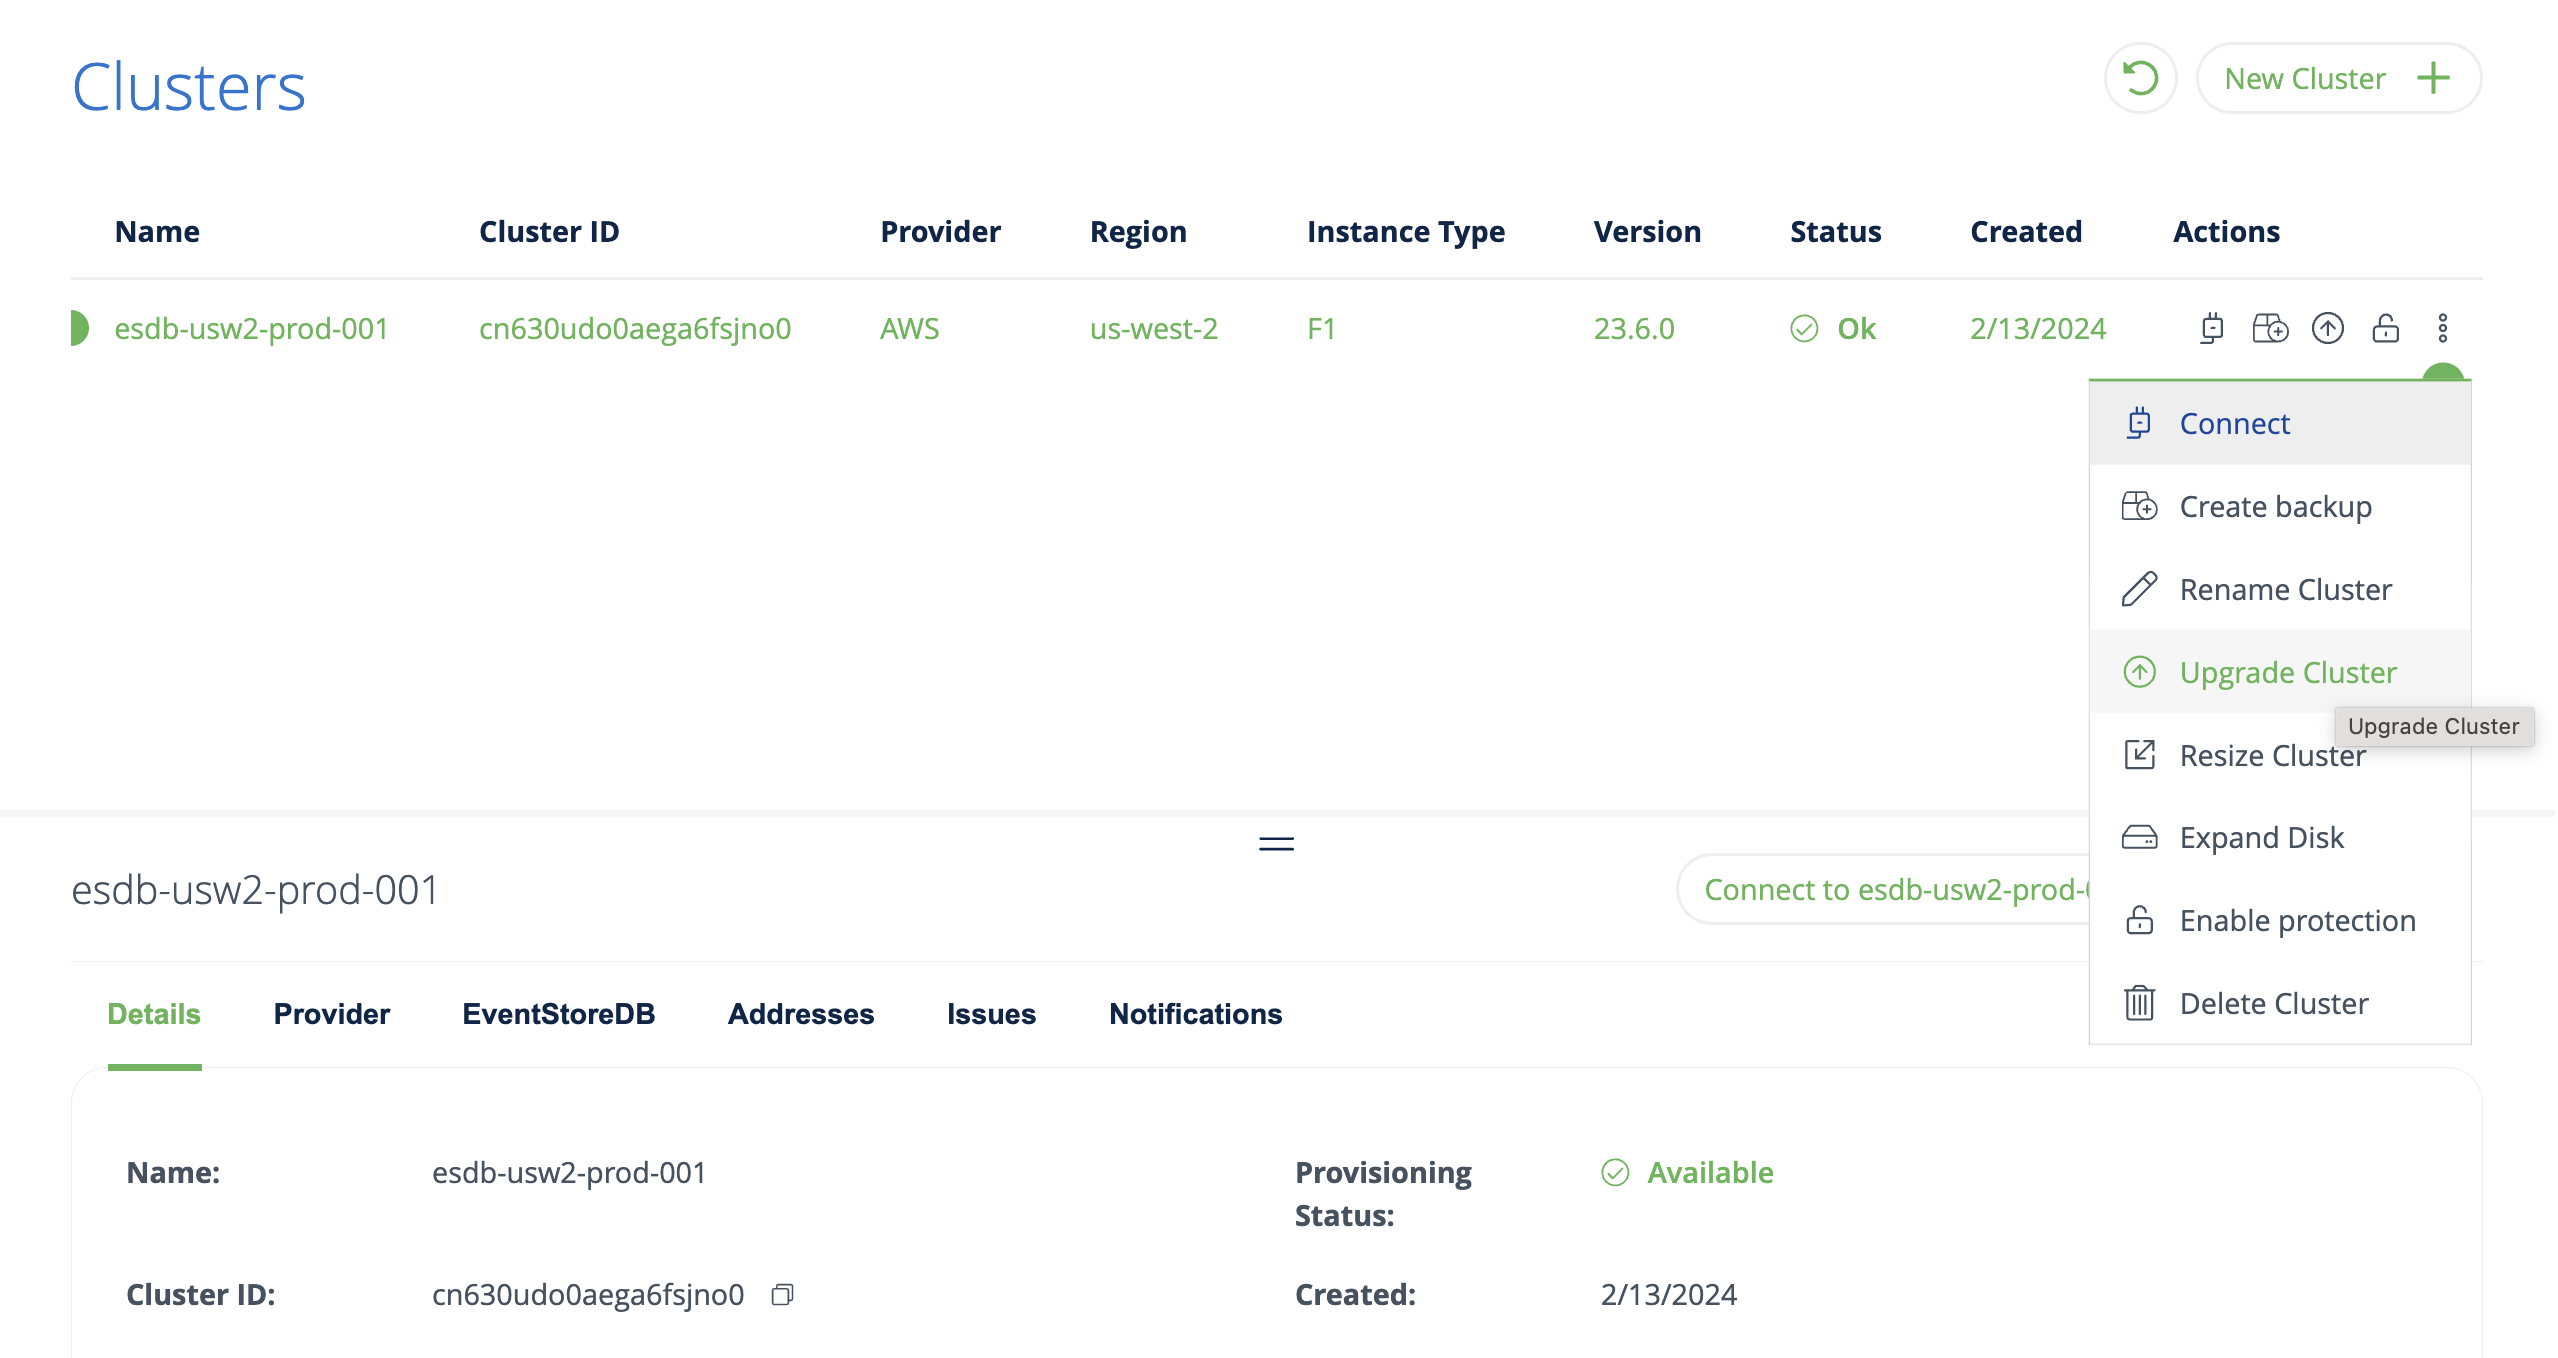 Clusters
New Cluster
Name Cluster ID Provider Region Instance Type Version Status Created Actions
esdb-usw2-prod-001 cn630udo0aega6fsjno0 AWS us-west-2 F1 23.6.0 Ok 2/13/2024
Connect
Create backup
Rename Cluster
Upgrade Cluster
Upgrade Cluster
Resize Cluster
Expand Disk
Enable protection
Delete Cluster
esdb-usw2-prod-001
Connect to esdb-usw2-prod-
Details Provider EventStoreDB Addresses Issues Notifications
Name: esdb-usw2-prod-001
Provisioning Status: Available
Cluster ID: cn630udo0aega6fsjno0
Created: 2/13/2024